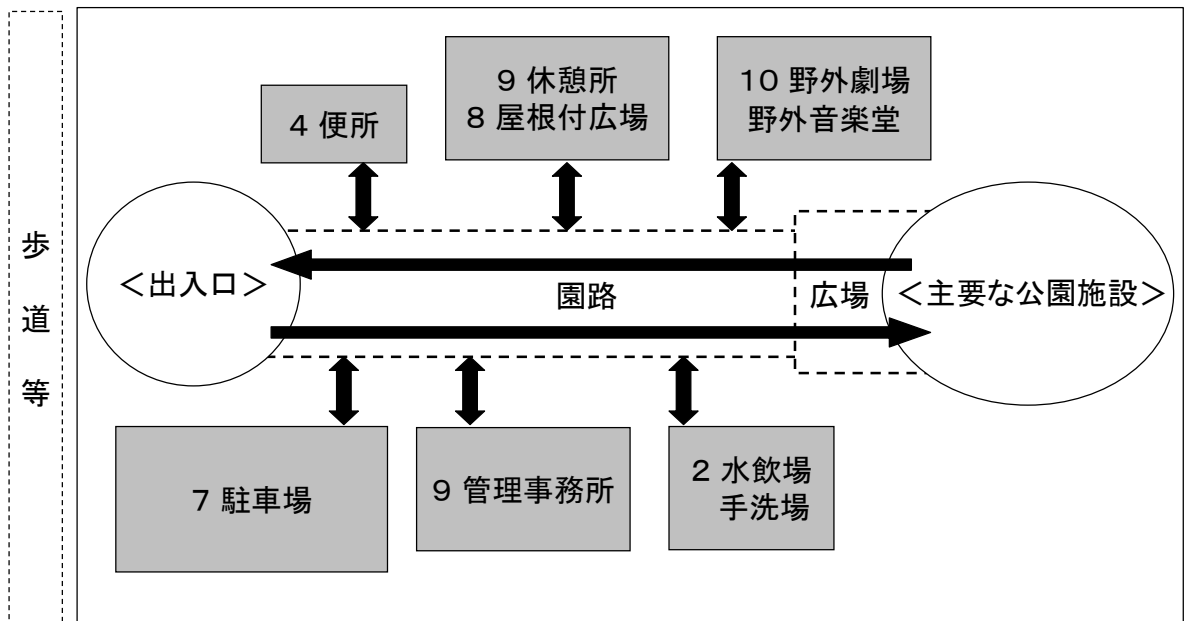 歩道等
4 便所
9 休憩所
8 屋根付広場
10 野外劇場
野外音楽堂
＜出入口＞
園路
広場
＜主要な公園施設＞
7 駐車場
9 管理事務所
2 水飲場
手洗場